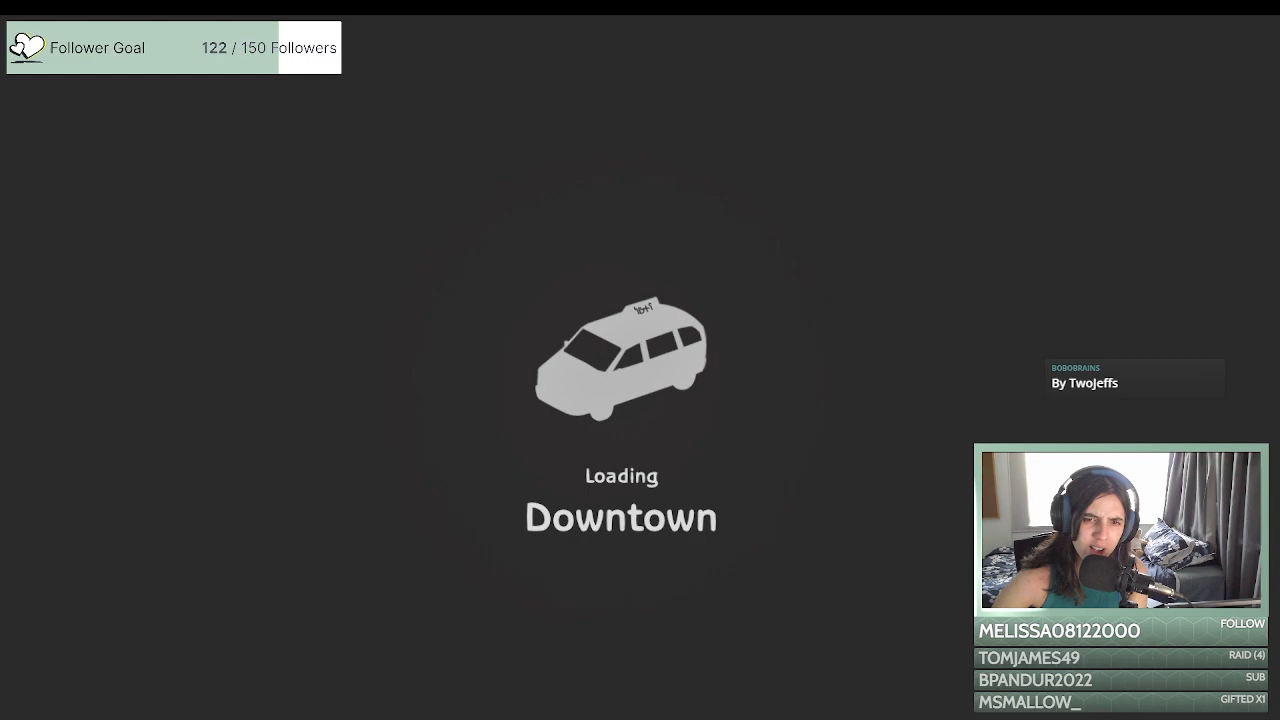 Follower Goal 122 / 150 Followers
Loading
Downtown
BOBOBRAINS
By TwoJeffs
MELISSA08122000 FOLLOW
TOMJAMES49 RAID (4)
BPANDUR2022 SUB
MSMALLOW_ GIFTED X1